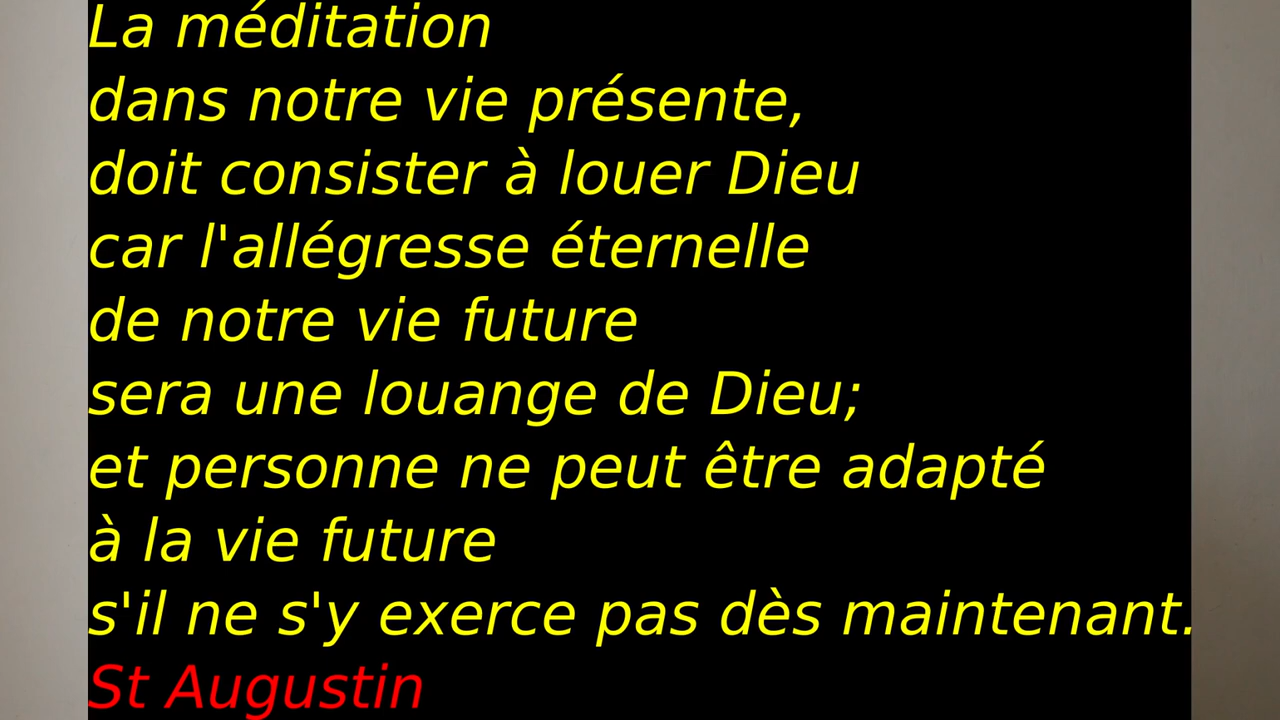 La méditation
dans notre vie présente,
doit consister à louer Dieu
car l'allégresse éternelle
de notre vie future
sera une louange de Dieu;
et personne ne peut être adapté
à la vie future
s'il ne s'y exerce pas dès maintenant.
St Augustin